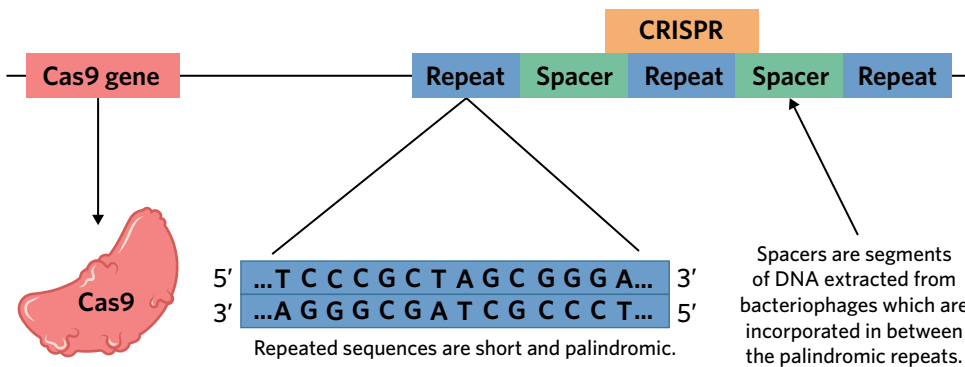 CRISPR
Cas9 gene
Repeat Spacer Repeat Spacer Repeat
Cas9
5′ ...T C C C G C T A G C G G G A... 3′
3′ ...A G G G C G A T C G C C C T... 5′
Repeated sequences are short and palindromic.
Spacers are segments
of DNA extracted from
bacteriophages which are
incorporated in between
the palindromic repeats.